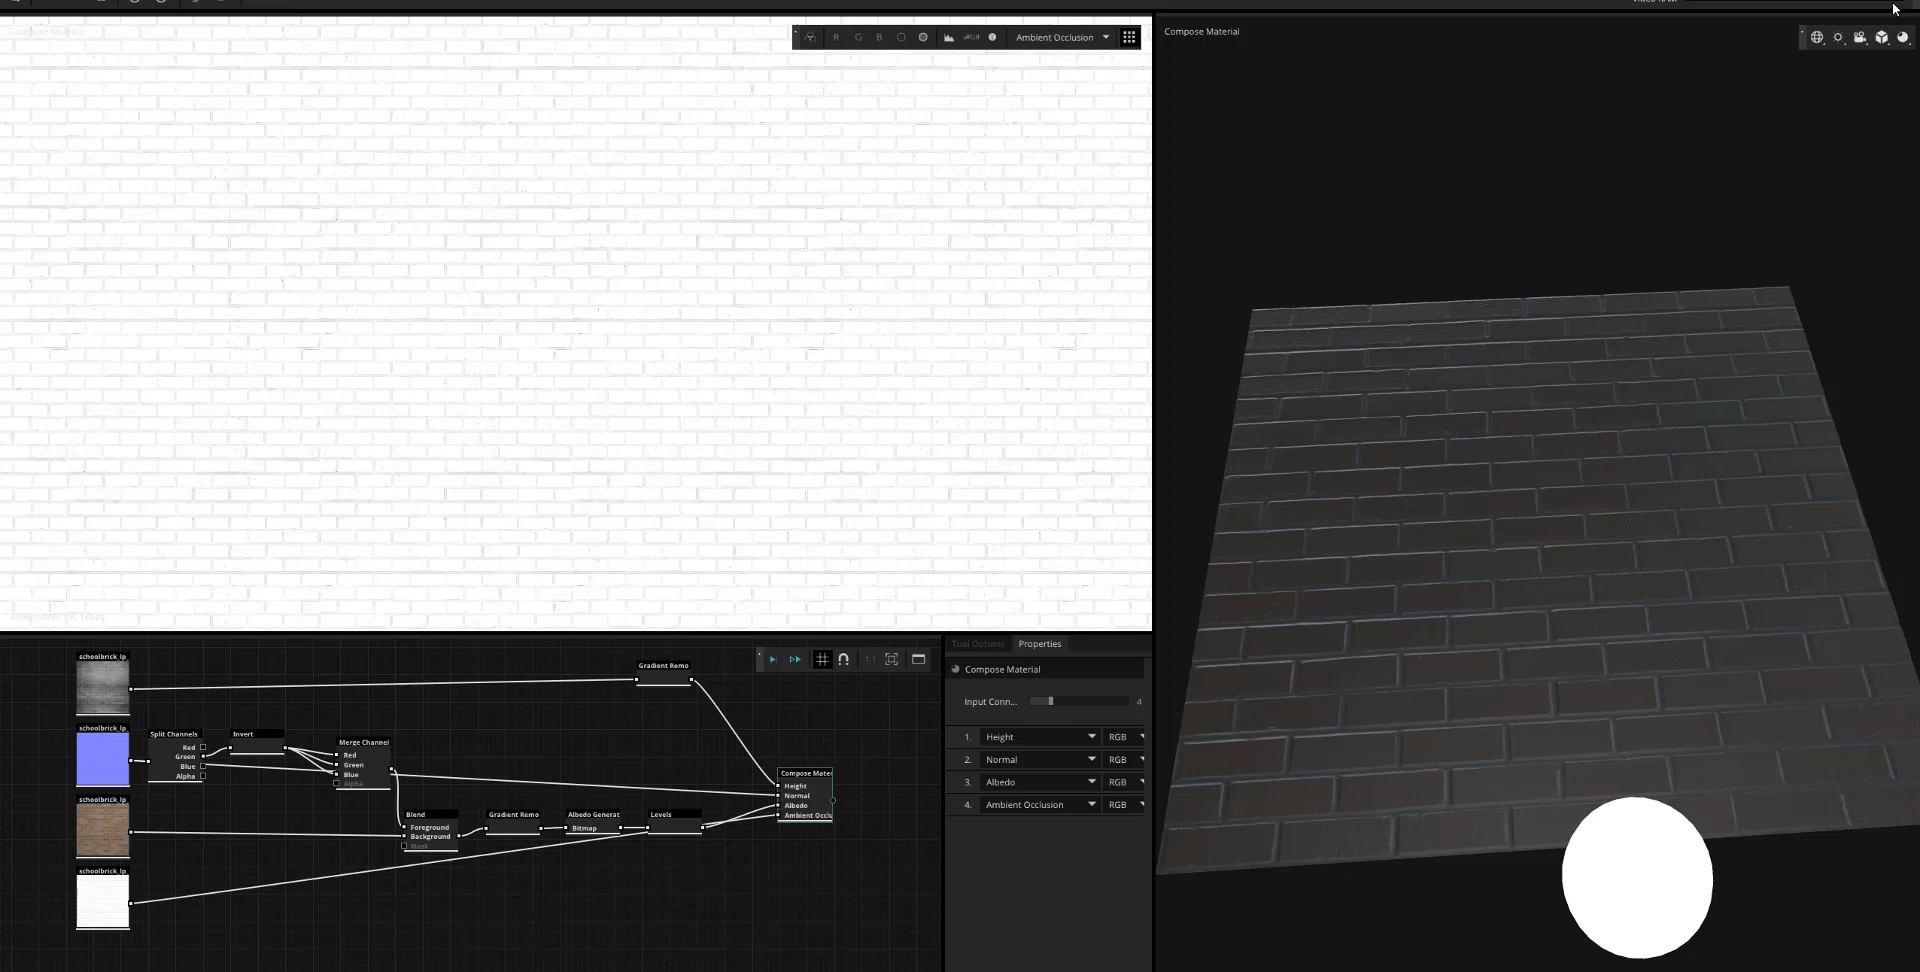 Compose Material
R G B sRGB Ambient Occlusion
Compose Material
schoolbrick_lp
Gradient Remo
schoolbrick_lp
Split Channels
Red
Green
Blue
Alpha
Invert
Merge Channel
Red
Green
Blue
Alpha
schoolbrick_lp
Blend
Foreground
Background
Mask
Gradient Remo
Albedo Generat
Bitmap
Levels
schoolbrick_lp
Compose Mater
Height
Normal
Albedo
Ambient Occlu
Tool Options Properties
Compose Material
Input Conn... 4
1. Height RGB
2. Normal RGB
3. Albedo RGB
4. Ambient Occlusion RGB